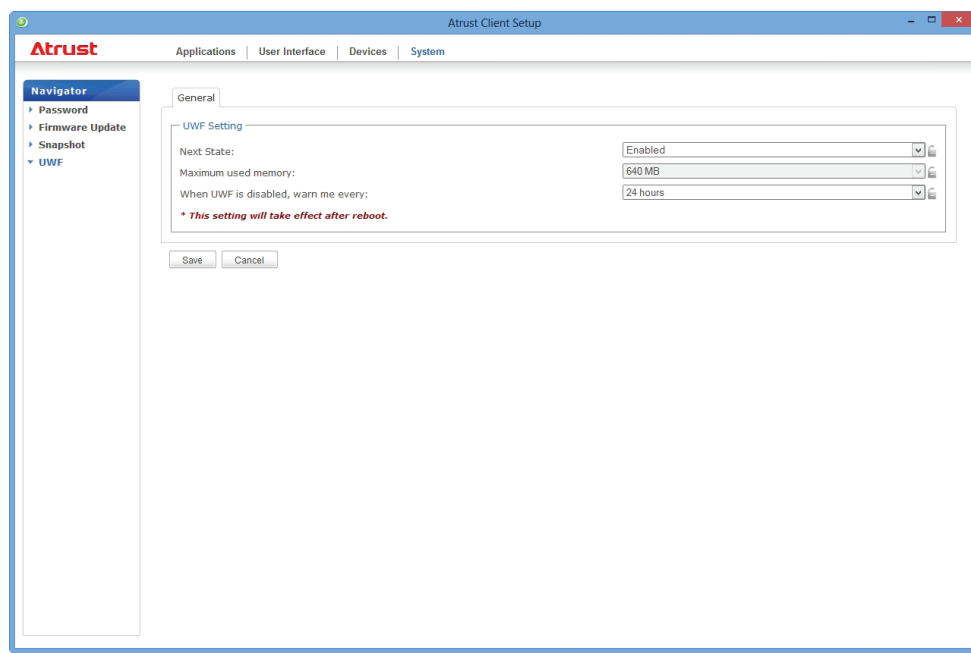 Atrust Client Setup
Atrust
Applications | User Interface | Devices | System
Navigator
Password
Firmware Update
Snapshot
UWF
General
UWF Setting
Next State: Enabled
Maximum used memory: 640 MB
When UWF is disabled, warn me every: 24 hours
* This setting will take effect after reboot.
Save Cancel